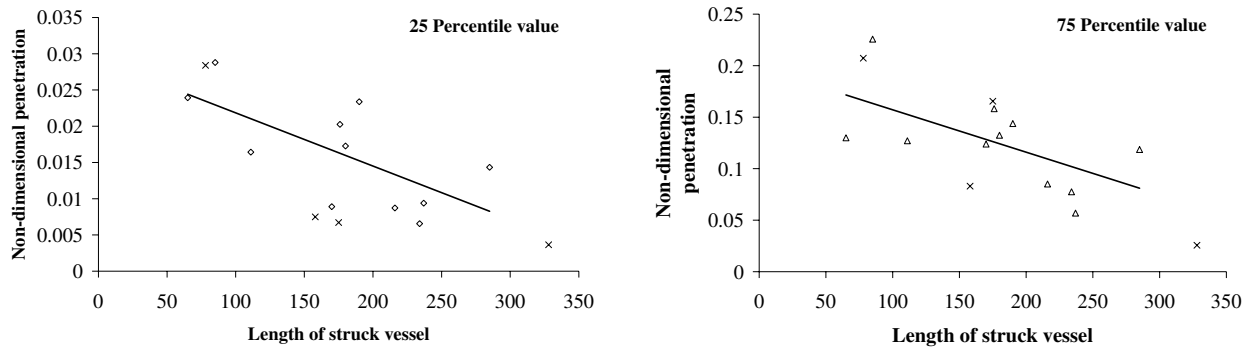 25 Percentile value
Non-dimensional penetration
0.035
0.03
0.025
0.02
0.015
0.01
0.005
0
0 50 100 150 200 250 300 350
Length of struck vessel
75 Percentile value
Non-dimensional
penetration
0.25
0.2
0.15
0.1
0.05
0
0 50 100 150 200 250 300 350
Length of struck vessel